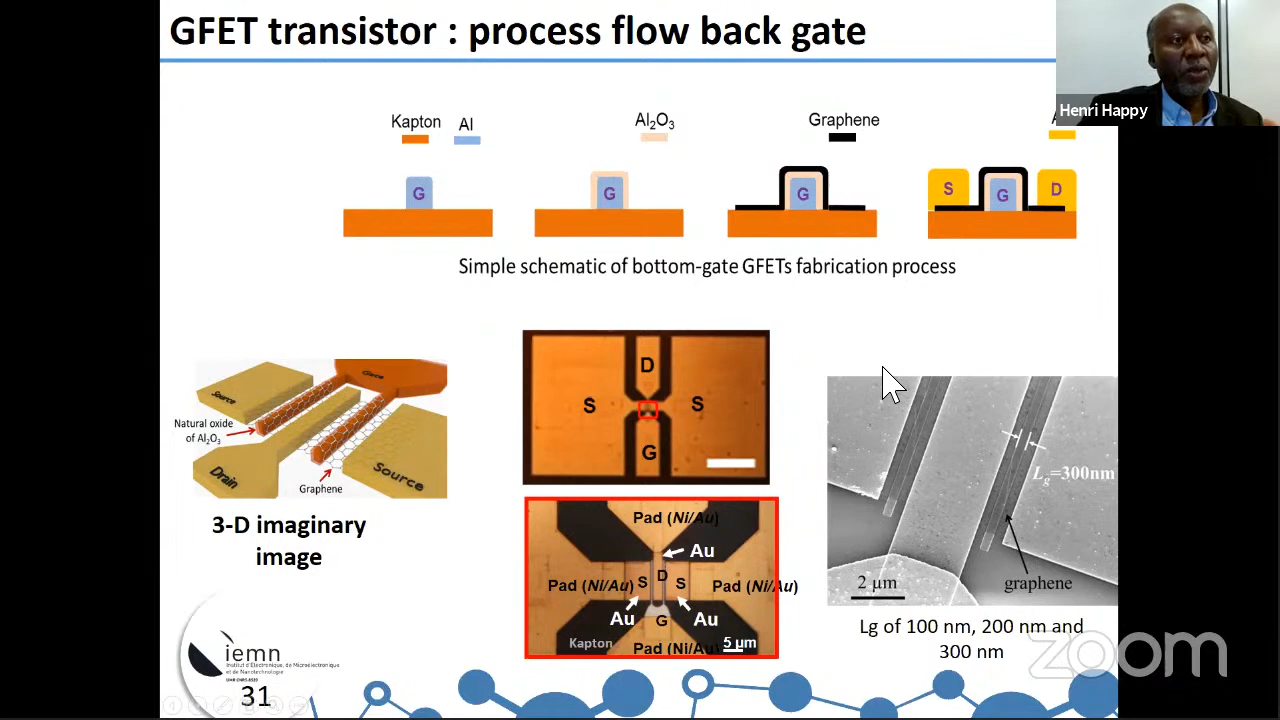 GFET transistor : process flow back gate
Henri Happy
Kapton
Al
Al2O3
Graphene
G
G
G
S
G
D
Simple schematic of bottom-gate GFETs fabrication process
Source
Natural oxide
of Al2O3
Drain
Graphene
Source
3-D imaginary
image
D
S
S
G
Pad (Ni/Au)
Au
Pad (Ni/Au)
S
D
S
Pad (Ni/Au)
Au
Au
G
Kapton
Pad (Ni/Au)
5 µm
Lg=300nm
2 µm
graphene
Lg of 100 nm, 200 nm and
300 nm
iemn
Institut d'Electronique, de Microélectronique
et de Nanotechnologie
UMR CNRS 8520
31
zoom